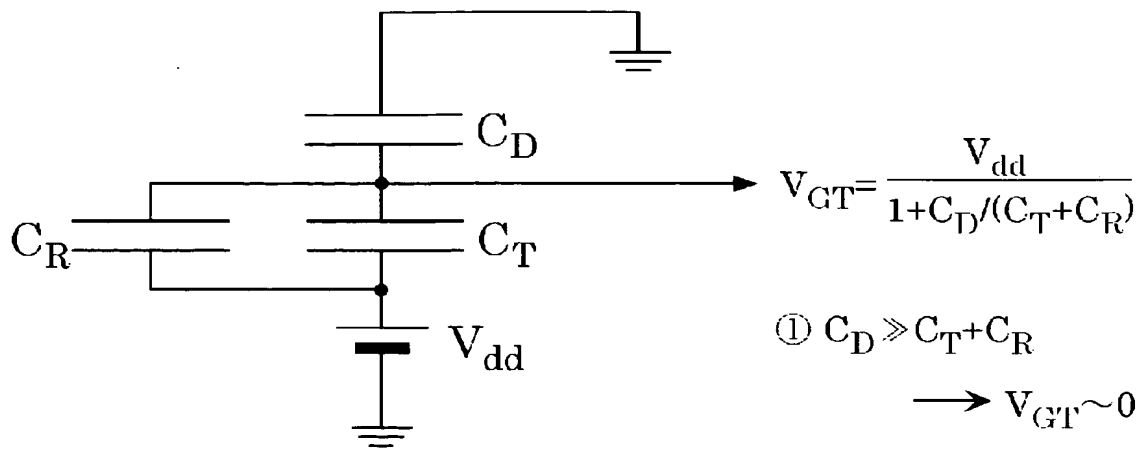 C_D
C_R
C_T
V_dd
V_GT = V_dd / 1+C_D/(C_T+C_R)
① C_D ≫ C_T+C_R
→ V_GT ~ 0